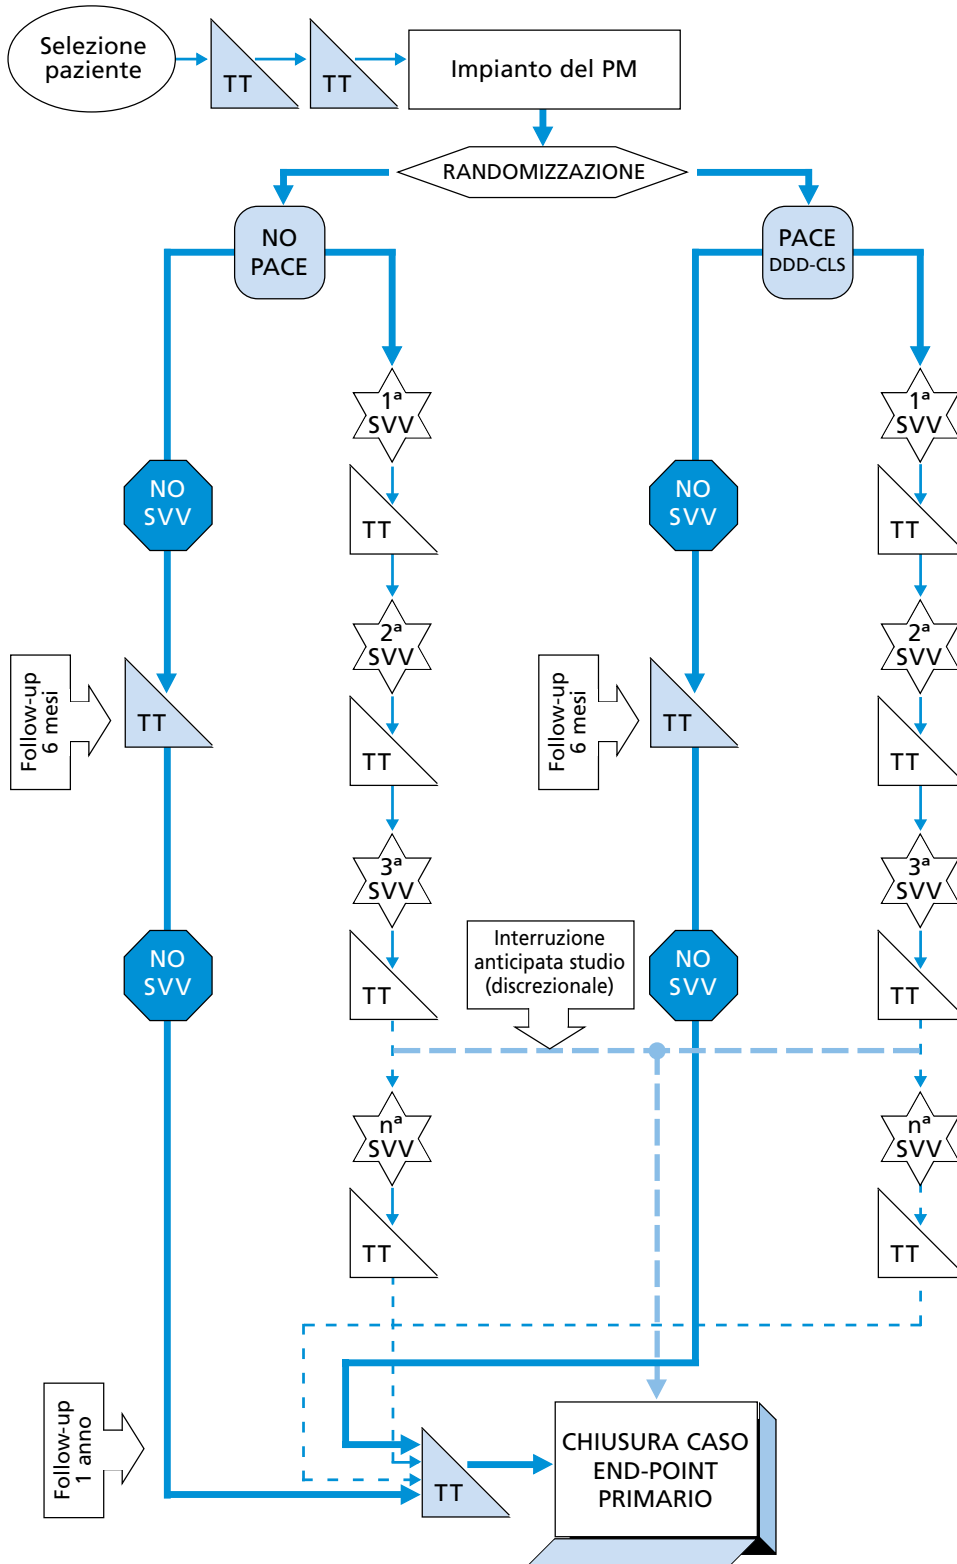 Selezione
paziente
TT
TT
Impianto del PM
RANDOMIZZAZIONE
NO
PACE
PACE
DDD-CLS
1ª
SVV
1ª
SVV
NO
SVV
TT
NO
SVV
TT
2ª
SVV
2ª
SVV
Follow-up
6 mesi
TT
TT
Follow-up
6 mesi
TT
TT
3ª
SVV
3ª
SVV
NO
SVV
TT
Interruzione
anticipata studio
(discrezionale)
NO
SVV
TT
nª
SVV
nª
SVV
TT
TT
Follow-up
1 anno
TT
CHIUSURA CASO
END-POINT
PRIMARIO